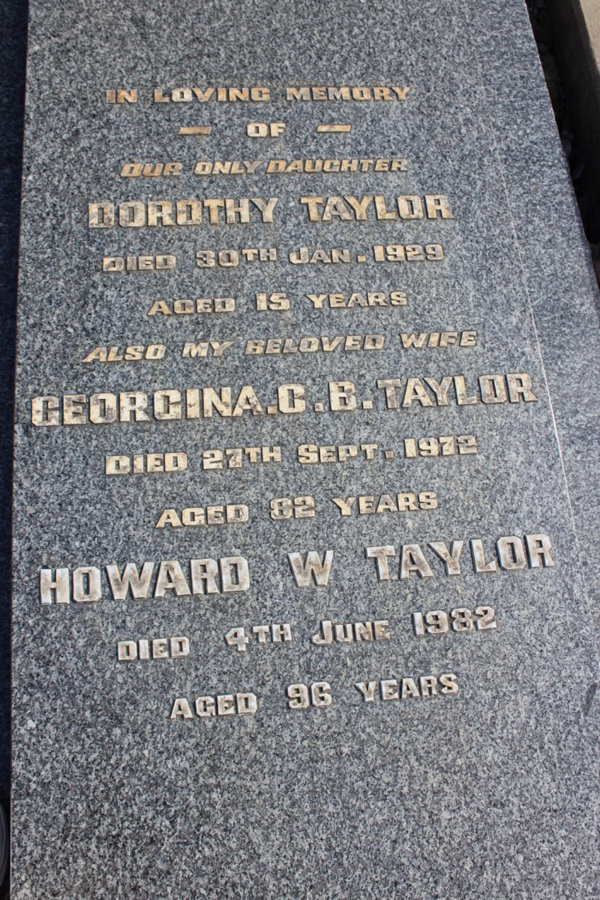 IN LOVING MEMORY
— OF —
OUR ONLY DAUGHTER
DOROTHY TAYLOR
DIED 30TH JAN. 1929
AGED 15 YEARS
ALSO MY BELOVED WIFE
GEORGINA.C.B. TAYLOR
DIED 27TH SEPT. 1972
AGED 82 YEARS
HOWARD W TAYLOR
DIED 4TH JUNE 1982
AGED 96 YEARS